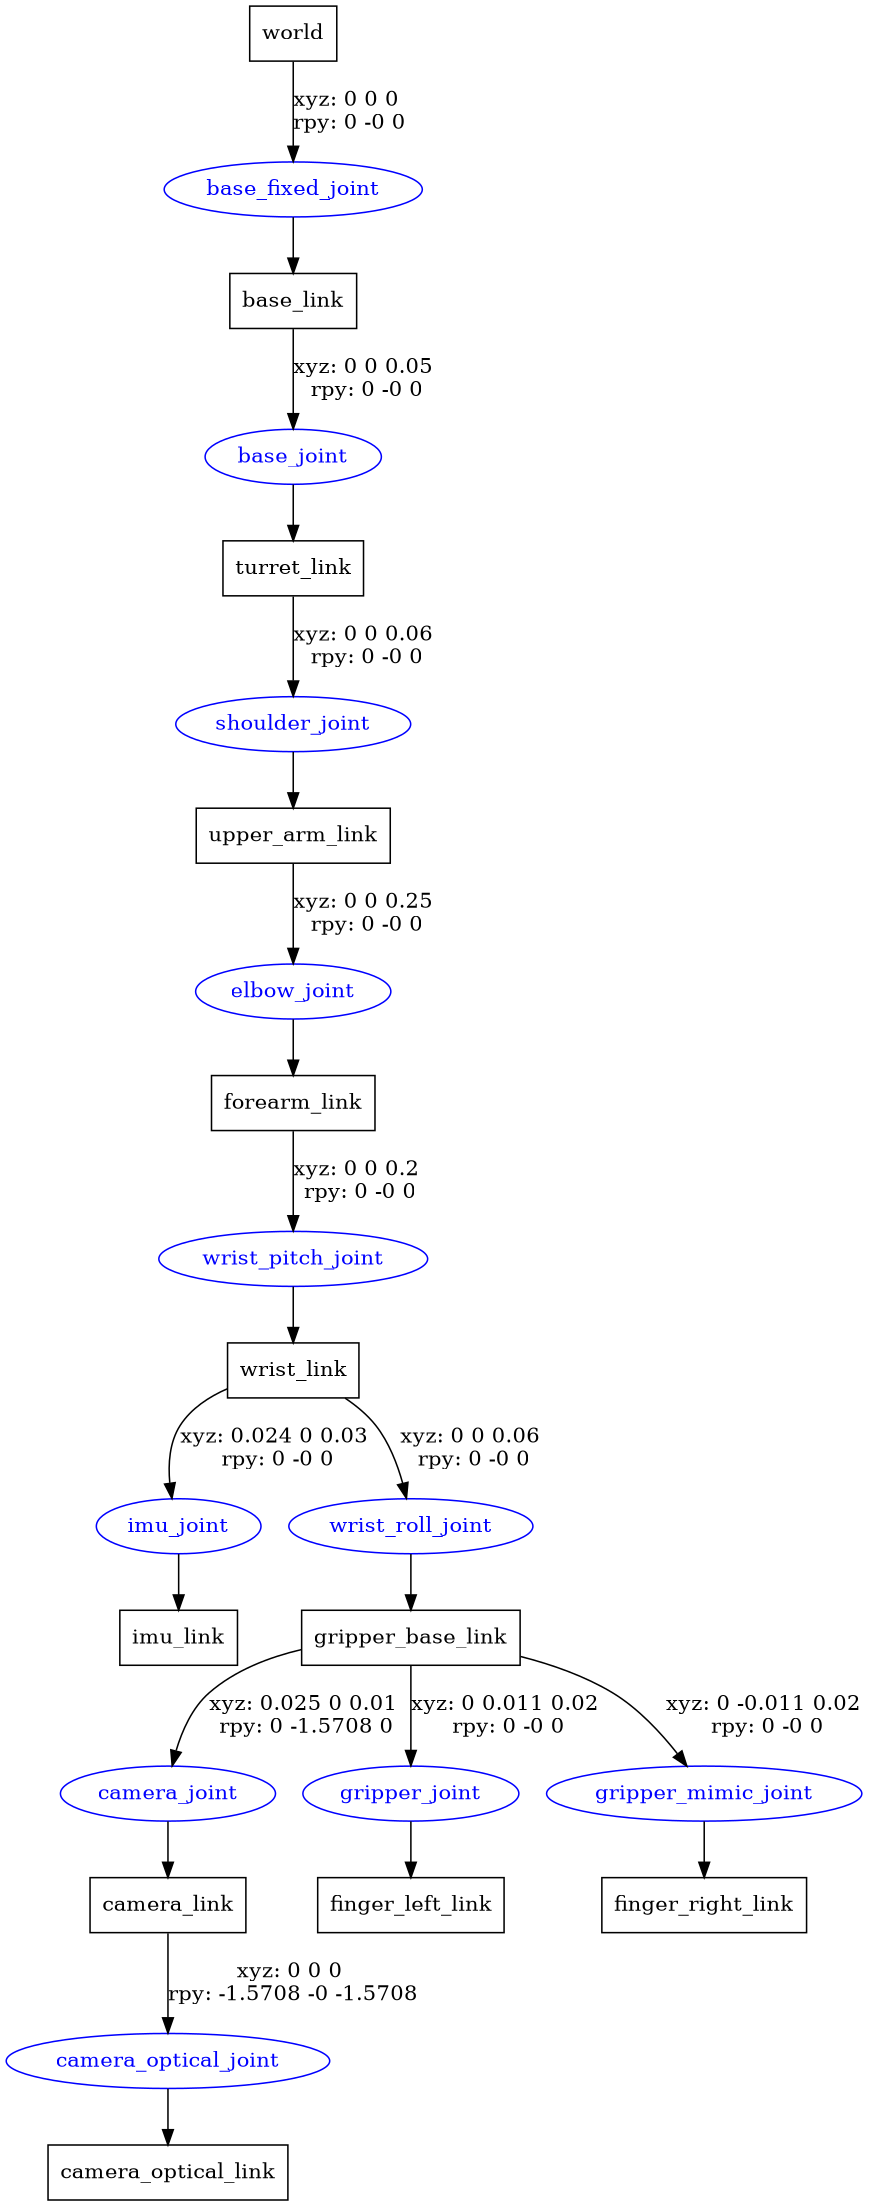 world
xyz: 0 0 0
rpy: 0 -0 0
base_fixed_joint
base_link
xyz: 0 0 0.05
rpy: 0 -0 0
base_joint
turret_link
xyz: 0 0 0.06
rpy: 0 -0 0
shoulder_joint
upper_arm_link
xyz: 0 0 0.25
rpy: 0 -0 0
elbow_joint
forearm_link
xyz: 0 0 0.2
rpy: 0 -0 0
wrist_pitch_joint
wrist_link
xyz: 0.024 0 0.03
rpy: 0 -0 0
xyz: 0 0 0.06
rpy: 0 -0 0
imu_joint
wrist_roll_joint
imu_link
gripper_base_link
xyz: 0.025 0 0.01
rpy: 0 -1.5708 0
xyz: 0 0.011 0.02
rpy: 0 -0 0
xyz: 0 -0.011 0.02
rpy: 0 -0 0
camera_joint
gripper_joint
gripper_mimic_joint
camera_link
finger_left_link
finger_right_link
xyz: 0 0 0
rpy: -1.5708 -0 -1.5708
camera_optical_joint
camera_optical_link